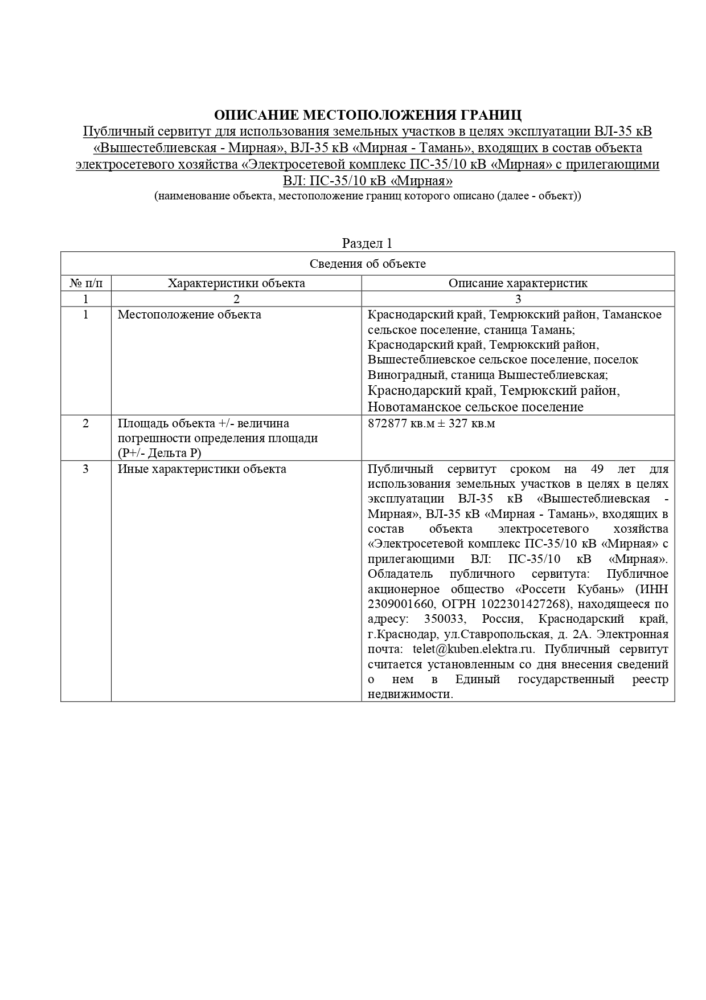 ОПИСАНИЕ МЕСТОПОЛОЖЕНИЯ ГРАНИЦ
Публичный сервитут для использования земельных участков в целях эксплуатации ВЛ-35 кВ
«Вышестеблиевская - Мирная», ВЛ-35 кВ «Мирная - Тамань», входящих в состав объекта
электросетевого хозяйства «Электросетевой комплекс ПС-35/10 кВ «Мирная» с прилегающими
ВЛ: ПС-35/10 кВ «Мирная»
(наименование объекта, местоположение границ которого описано (далее - объект))
Раздел 1
Сведения об объекте
№ п/п Характеристики объекта Описание характеристик
1 2 3
1 Местоположение объекта Краснодарский край, Темрюкский район, Таманское
сельское поселение, станица Тамань;
Краснодарский край, Темрюкский район,
Вышестеблиевское сельское поселение, поселок
Виноградный, станица Вышестеблиевская;
Краснодарский край, Темрюкский район,
Новотаманское сельское поселение
2 Площадь объекта +/- величина 872877 кв.м ± 327 кв.м
погрешности определения площади
(Р+/- Дельта Р)
3 Иные характеристики объекта Публичный сервитут сроком на 49 лет для
использования земельных участков в целях в целях
эксплуатации ВЛ-35 кВ «Вышестеблиевская -
Мирная», ВЛ-35 кВ «Мирная - Тамань», входящих в
состав объекта электросетевого хозяйства
«Электросетевой комплекс ПС-35/10 кВ «Мирная» с
прилегающими ВЛ: ПС-35/10 кВ «Мирная».
Обладатель публичного сервитута: Публичное
акционерное общество «Россети Кубань» (ИНН
2309001660, ОГРН 1022301427268), находящееся по
адресу: 350033, Россия, Краснодарский край,
г.Краснодар, ул.Ставропольская, д. 2А. Электронная
почта: telet@kuben.elektra.ru. Публичный сервитут
считается установленным со дня внесения сведений
о нем в Единый государственный реестр
недвижимости.